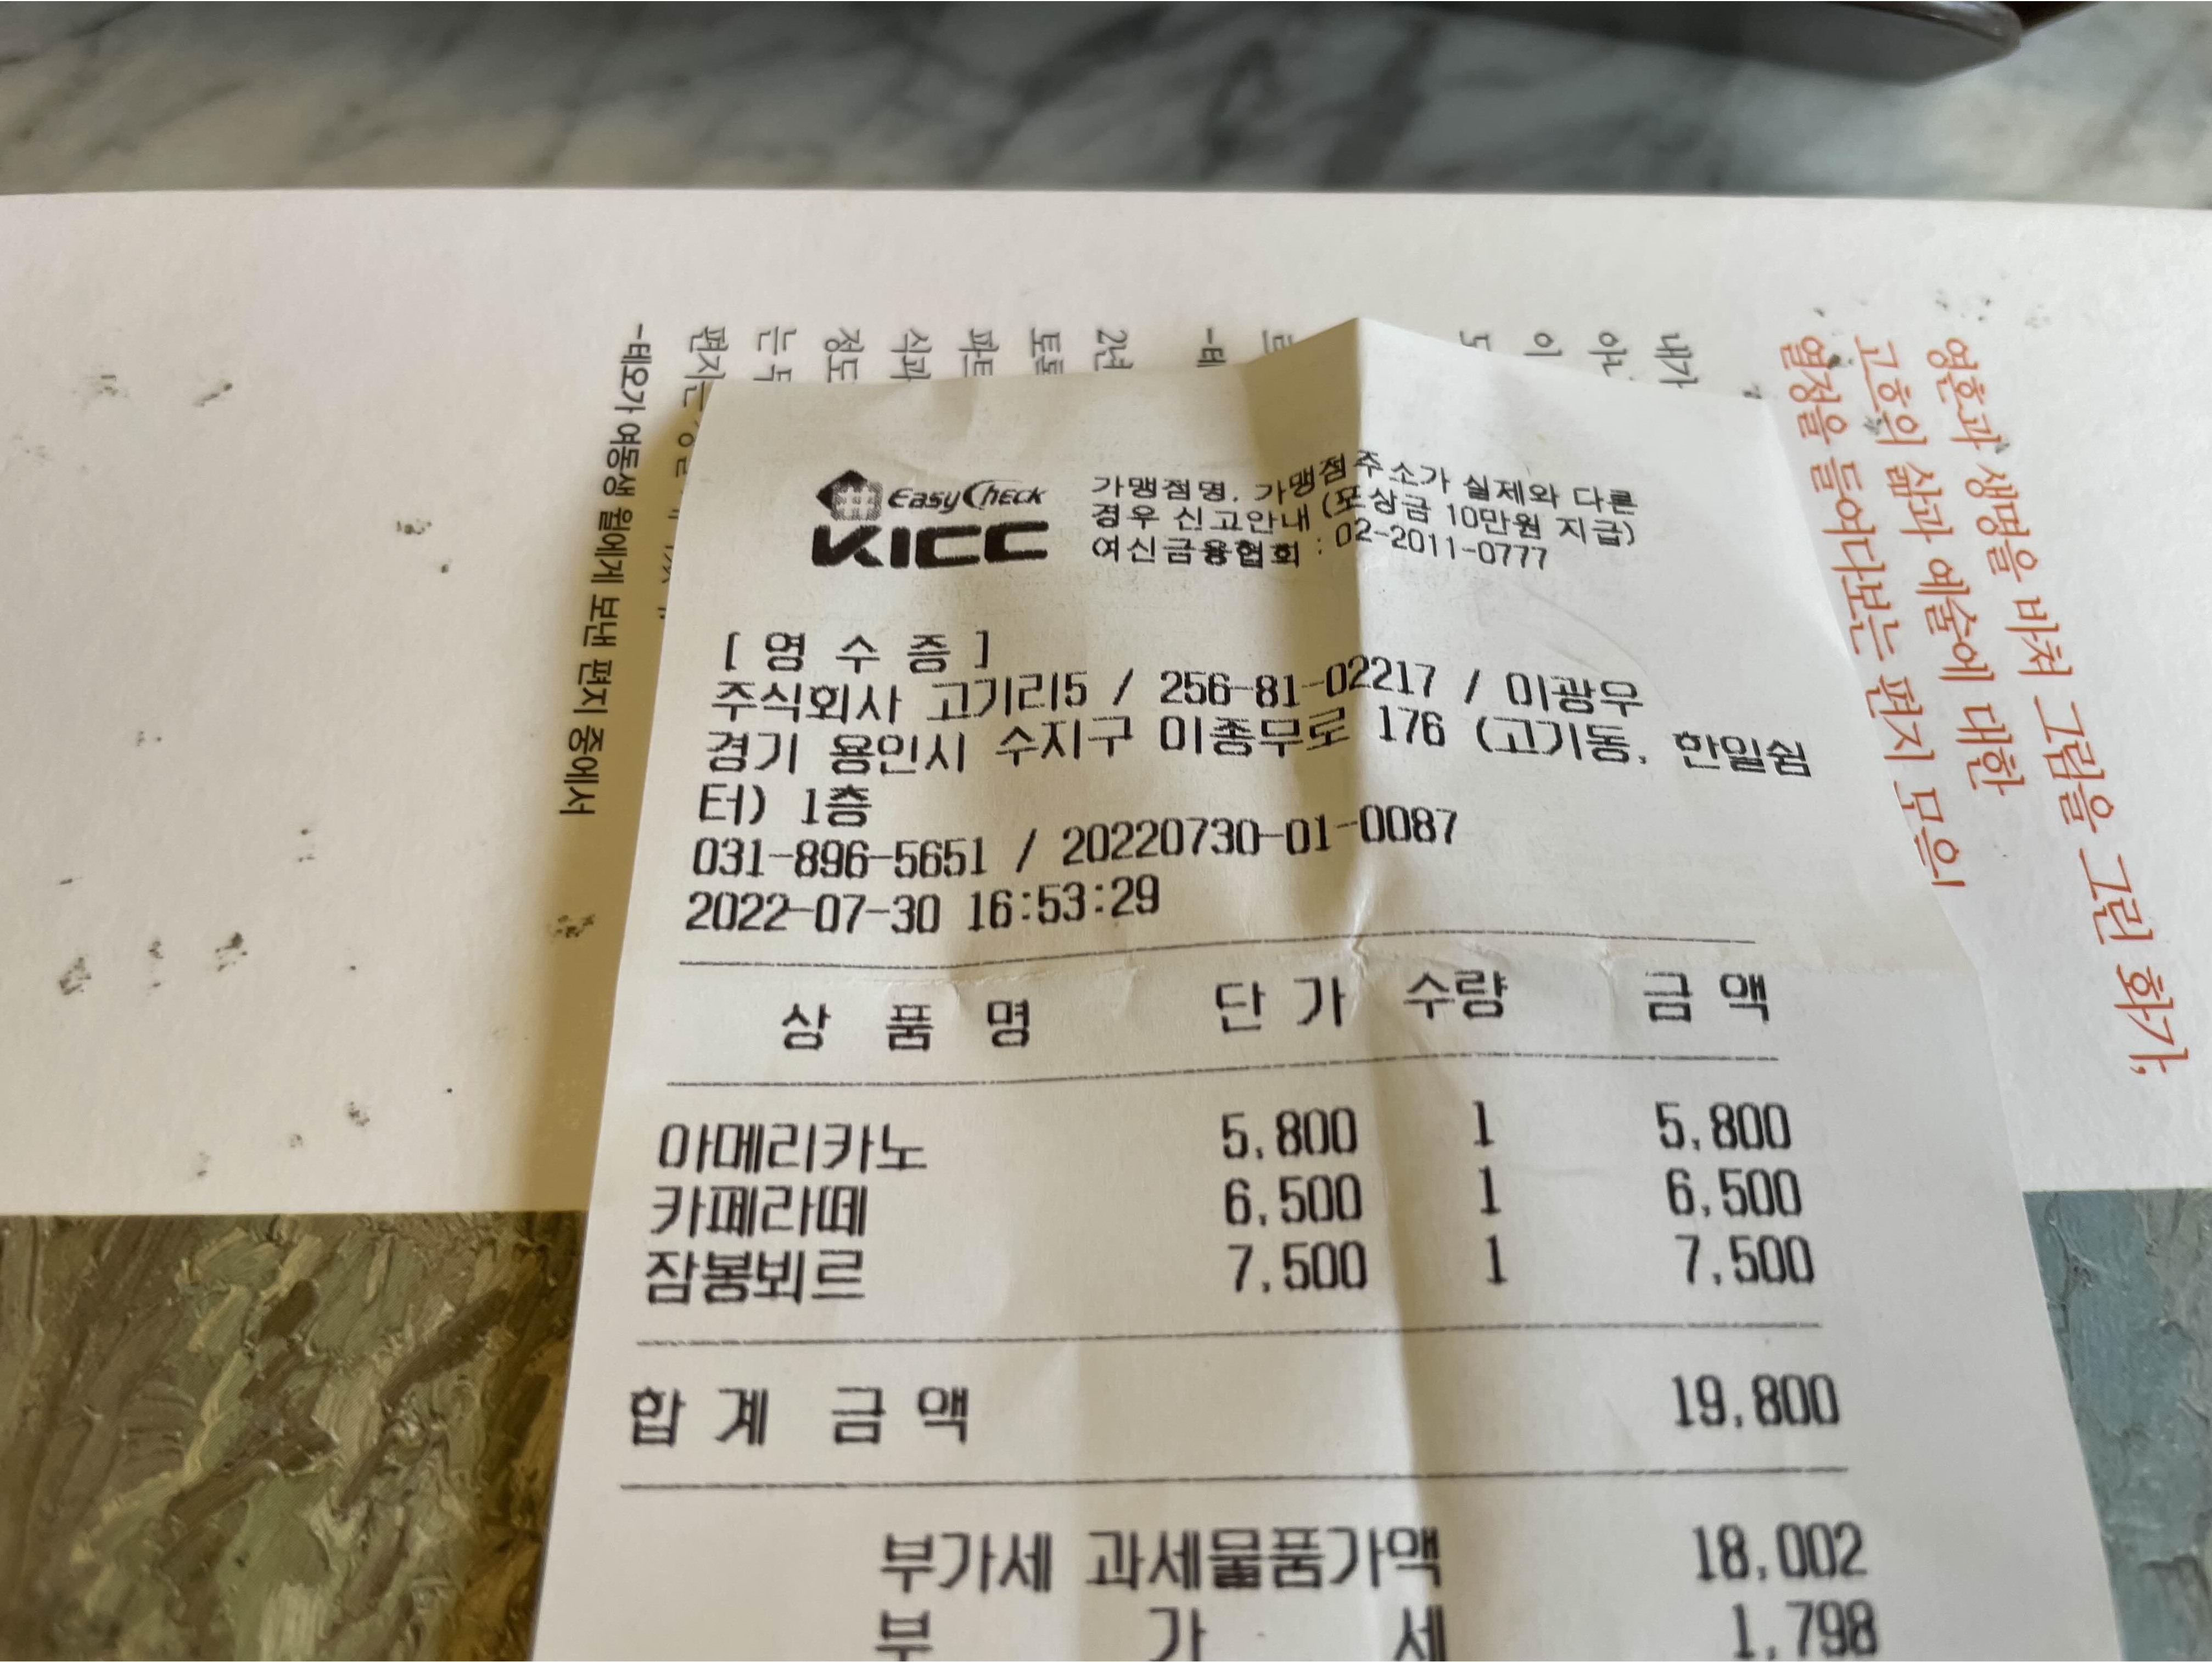 EasyCheck
KICC
가맹점명, 가맹점주소가 실제와 다른
경우 신고안내 (포상금 10만원 지급)
여신금융협회 : 02-2011-0777
[ 영 수 증 ]
주식회사 고기리5 / 256-81-02217 / 이광우
경기 용인시 수지구 이종무로 176 (고기동, 한일쉼
터) 1층
031-896-5651 / 20220730-01-0087
2022-07-30 16:53:29
상 품 명 단 가 수량 금 액
아메리카노 5,800 1 5,800
카페라떼 6,500 1 6,500
잠봉뵈르 7,500 1 7,500
합 계 금 액 19,800
부가세 과세물품가액 18,002
부 가 세 1,798
영혼과 생명을 바쳐 그림을 그린 화가,
고흐의 삶과 예술에 대한
열정을 들여다보는 편지 모음!
내가
이
2년
정도
편지는
-테오가 여동생 윌에게 보낸 편지 중에서